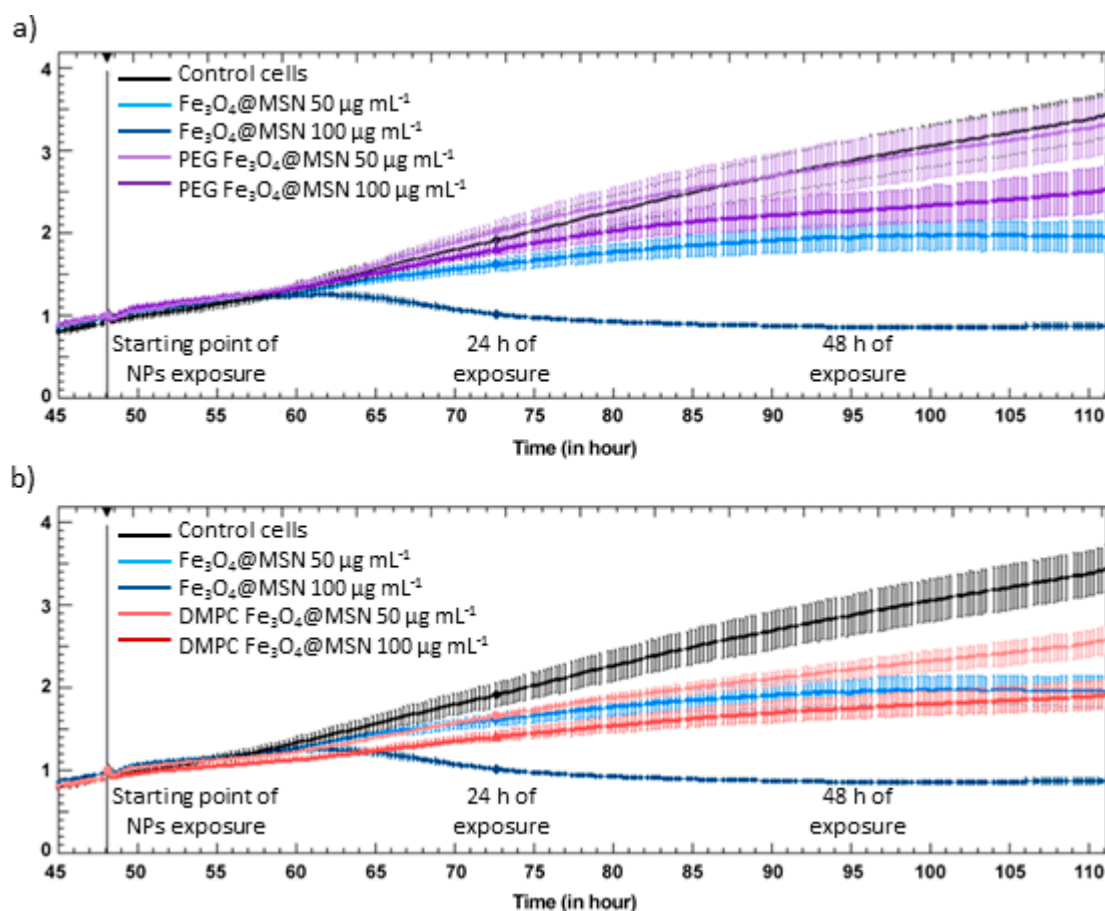 a)
4
3
2
1
0
Control cells
Fe₃O₄@MSN 50 µg mL⁻¹
Fe₃O₄@MSN 100 µg mL⁻¹
PEG Fe₃O₄@MSN 50 µg mL⁻¹
PEG Fe₃O₄@MSN 100 µg mL⁻¹
Starting point of
NPs exposure
24 h of
exposure
48 h of
exposure
45 50 55 60 65 70 75 80 85 90 95 100 105 110
Time (in hour)
b)
4
3
2
1
0
Control cells
Fe₃O₄@MSN 50 µg mL⁻¹
Fe₃O₄@MSN 100 µg mL⁻¹
DMPC Fe₃O₄@MSN 50 µg mL⁻¹
DMPC Fe₃O₄@MSN 100 µg mL⁻¹
Starting point of
NPs exposure
24 h of
exposure
48 h of
exposure
45 50 55 60 65 70 75 80 85 90 95 100 105 110
Time (in hour)